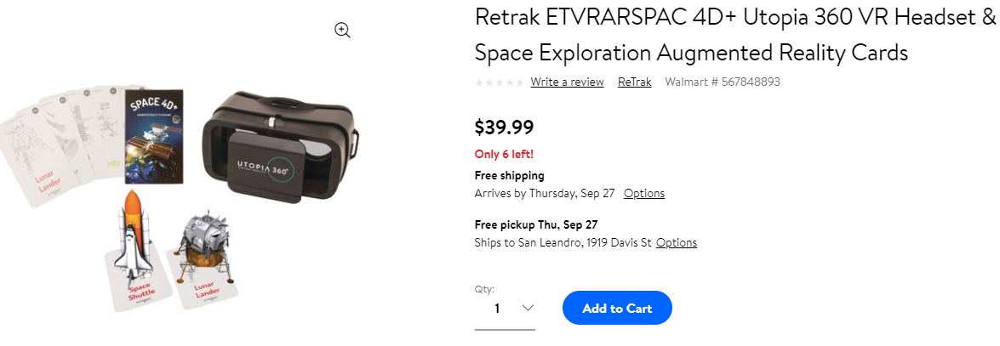 Retrak ETVRARSPAC 4D+ Utopia 360 VR Headset &
Space Exploration Augmented Reality Cards
Write a review ReTrak Walmart # 567848893
$39.99
Only 6 left!
Free shipping
Arrives by Thursday, Sep 27 Options
Free pickup Thu, Sep 27
Ships to San Leandro, 1919 Davis St Options
Qty:
1
Add to Cart
SPACE 4D+
UTOPIA 360°
Lunar
Lander
nity
Space
Shuttle
Lunar
Lander